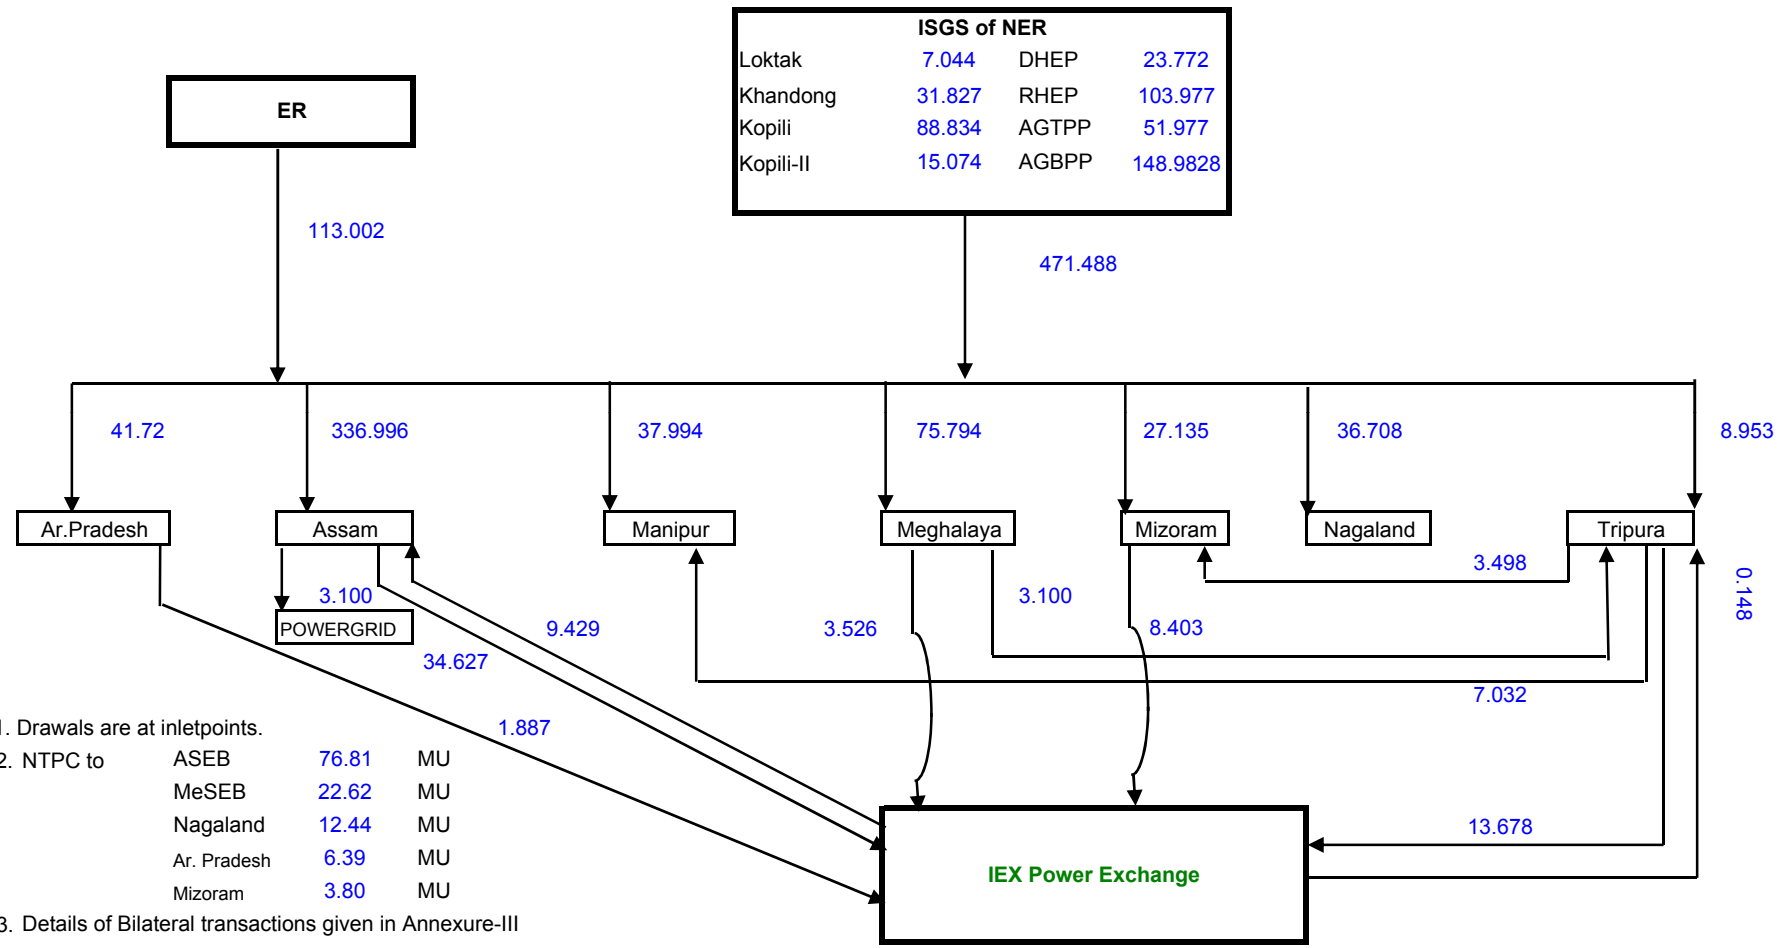 ISGS of NER
Loktak 7.044 DHEP 23.772
Khandong 31.827 RHEP 103.977
Kopili 88.834 AGTPP 51.977
Kopili-II 15.074 AGBPP 148.9828
ER
113.002
471.488
41.72 336.996 37.994 75.794 27.135 36.708 8.953
Ar.Pradesh Assam Manipur Meghalaya Mizoram Nagaland Tripura
3.498
0.148
3.100 3.100
POWERGRID 9.429 3.526 8.403
34.627
7.032
1. Drawals are at inletpoints. 1.887
2. NTPC to ASEB 76.81 MU
MeSEB 22.62 MU
Nagaland 12.44 MU
13.678
Ar. Pradesh 6.39 MU
IEX Power Exchange
Mizoram 3.80 MU
3. Details of Bilateral transactions given in Annexure-III